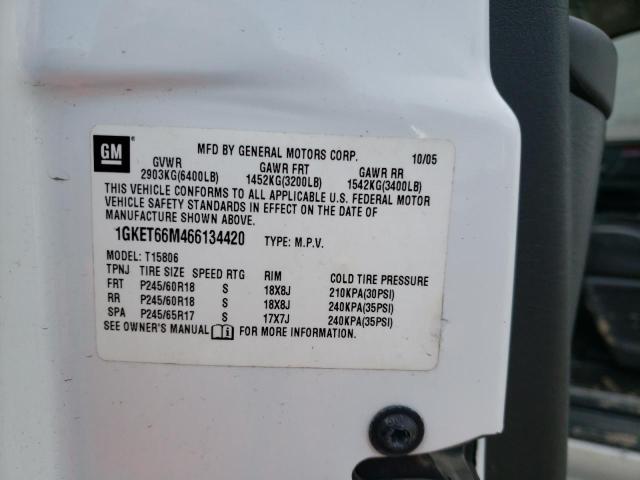 GM
MFD BY GENERAL MOTORS CORP. 10/05
GVWR GAWR FRT GAWR RR
2903KG(6400LB) 1452KG(3200LB) 1542KG(3400LB)
THIS VEHICLE CONFORMS TO ALL APPLICABLE U.S. FEDERAL MOTOR
VEHICLE SAFETY STANDARDS IN EFFECT ON THE DATE OF
MANUFACTURE SHOWN ABOVE.
1GKET66M466134420 TYPE: M.P.V.
MODEL: T15806
TPNJ TIRE SIZE SPEED RTG RIM COLD TIRE PRESSURE
FRT P245/60R18 S 18X8J 210KPA(30PSI)
RR P245/60R18 S 18X8J 240KPA(35PSI)
SPA P245/65R17 S 17X7J 240KPA(35PSI)
SEE OWNER'S MANUAL FOR MORE INFORMATION.